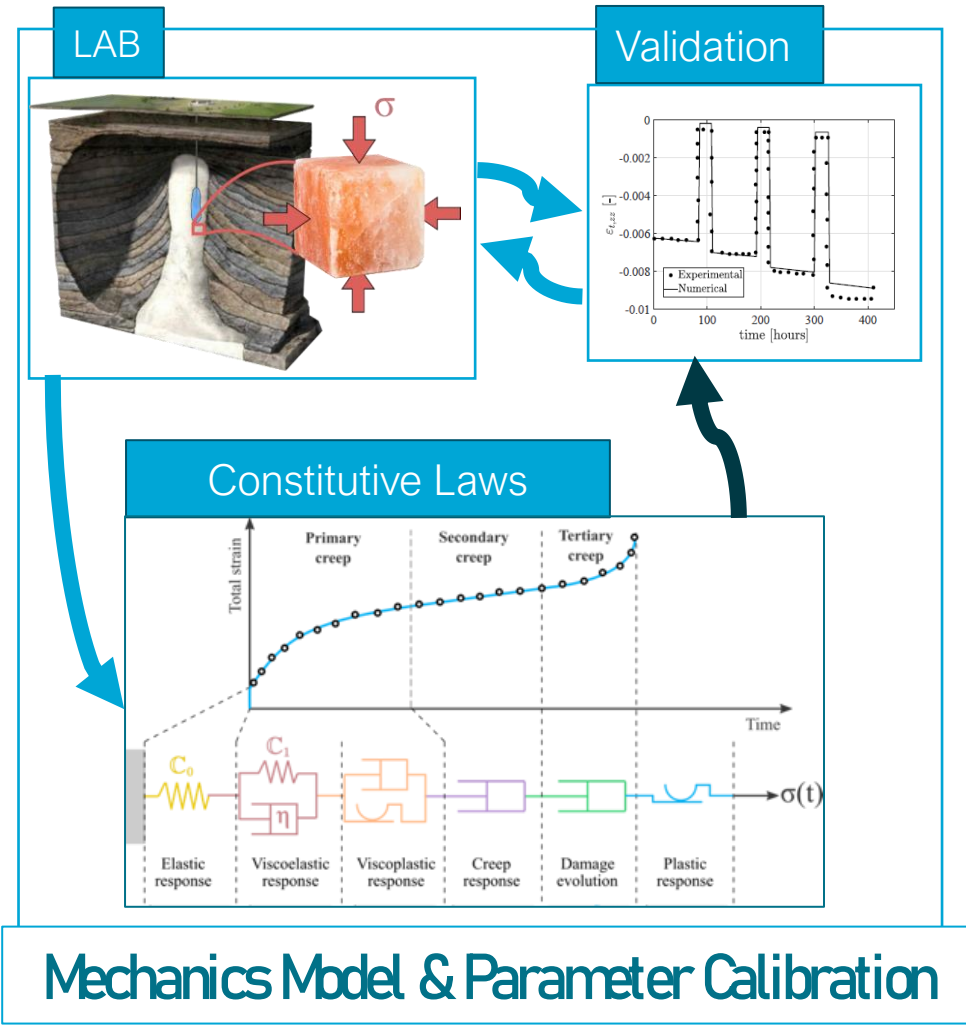 LAB
σ
Validation
0
-0.002
-0.004
-0.006
-0.008
-0.01
ε_{t,zz} [-]
Experimental
Numerical
0 100 200 300 400
time [hours]
Constitutive Laws
Total strain
Primary
creep
Secondary
creep
Tertiary
creep
Time
ℂ₀
ℂ₁
η
σ(t)
Elastic
response
Viscoelastic
response
Viscoplastic
response
Creep
response
Damage
evolution
Plastic
response
Mechanics Model & Parameter Calibration